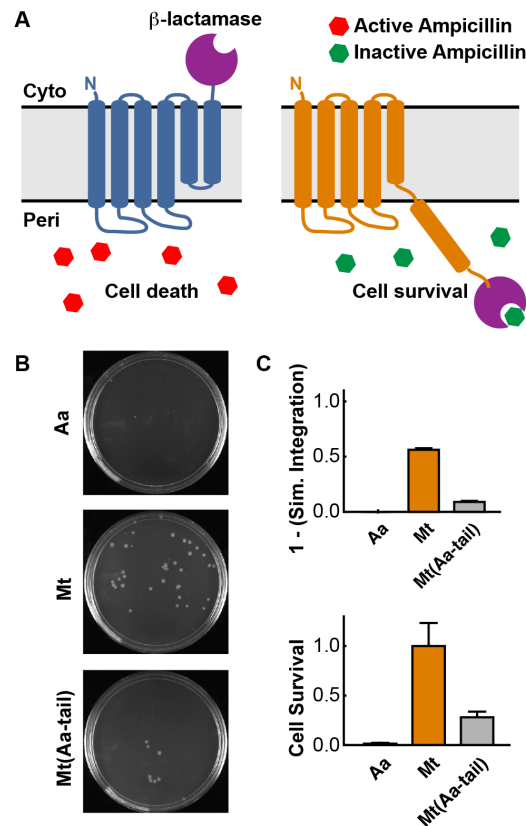 A
β-lactamase
Active Ampicillin
Inactive Ampicillin
N
N
Cyto
Peri
Cell death
Cell survival
B
Aa
Mt
Mt(Aa-tail)
C
1 - (Sim. Integration)
1.0
0.5
0.0
Aa
Mt
Mt(Aa-tail)
Cell Survival
1.0
0.5
0.0
Aa
Mt
Mt(Aa-tail)